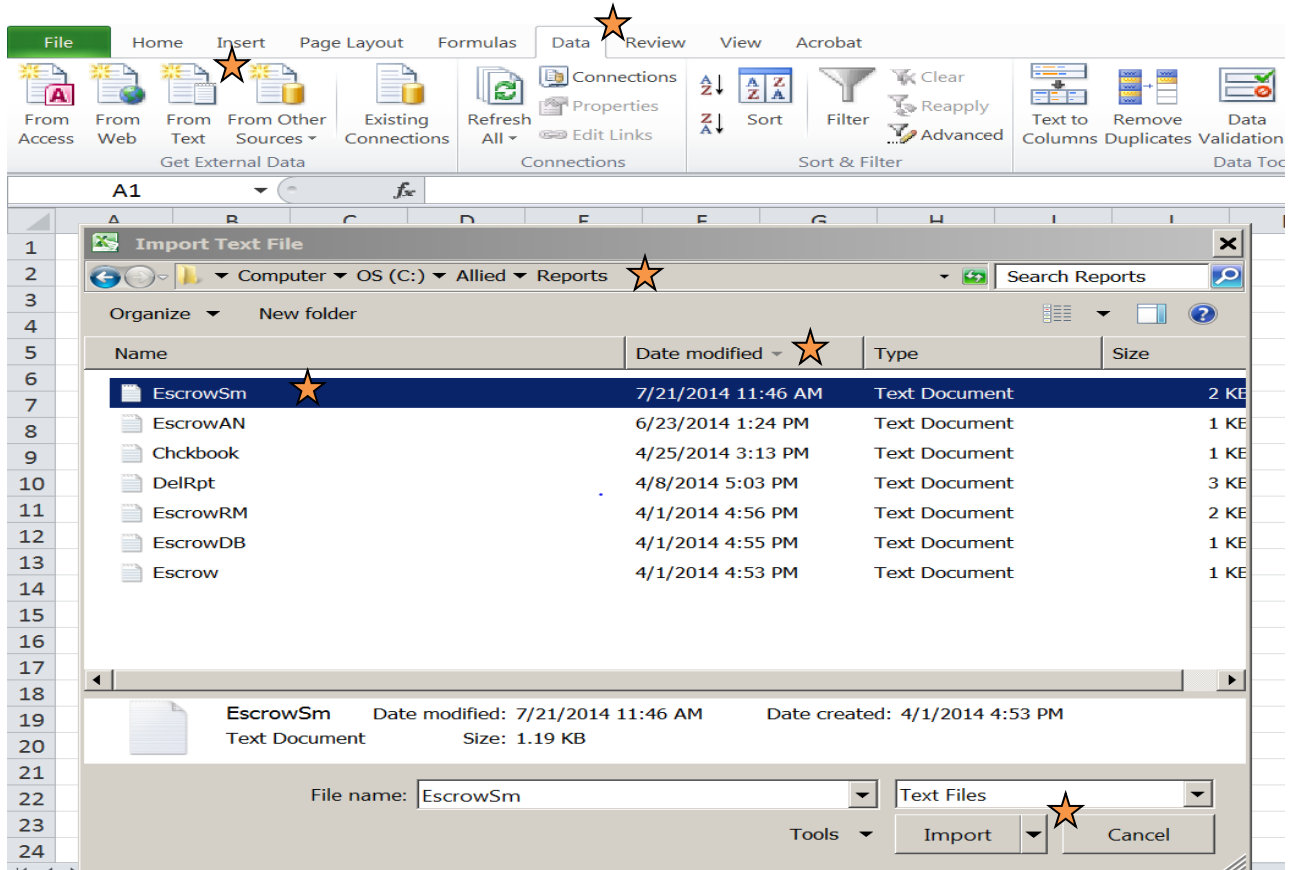 File Home Insert Page Layout Formulas Data Review View Acrobat
From Access From Web From Text From Other Sources Existing Connections
Get External Data
Refresh All Connections Properties Edit Links
Connections
A Z Z A A Z Z A Sort Filter Clear Reapply Advanced
Sort & Filter
Text to Columns Remove Duplicates Data Validation
Data Too
A1 fx
A B C D E F G H I J
1
2
3
4
5
6
7
8
9
10
11
12
13
14
15
16
17
18
19
20
21
22
23
24
Import Text File
Computer OS (C:) Allied Reports Search Reports
Organize New folder
Name Date modified Type Size
EscrowSm 7/21/2014 11:46 AM Text Document 2 KB
EscrowAN 6/23/2014 1:24 PM Text Document 1 KB
Chckbook 4/25/2014 3:13 PM Text Document 1 KB
DelRpt 4/8/2014 5:03 PM Text Document 3 KB
EscrowRM 4/1/2014 4:56 PM Text Document 2 KB
EscrowDB 4/1/2014 4:55 PM Text Document 1 KB
Escrow 4/1/2014 4:53 PM Text Document 1 KB
EscrowSm Date modified: 7/21/2014 11:46 AM Date created: 4/1/2014 4:53 PM
Text Document Size: 1.19 KB
File name: EscrowSm Text Files
Tools Import Cancel